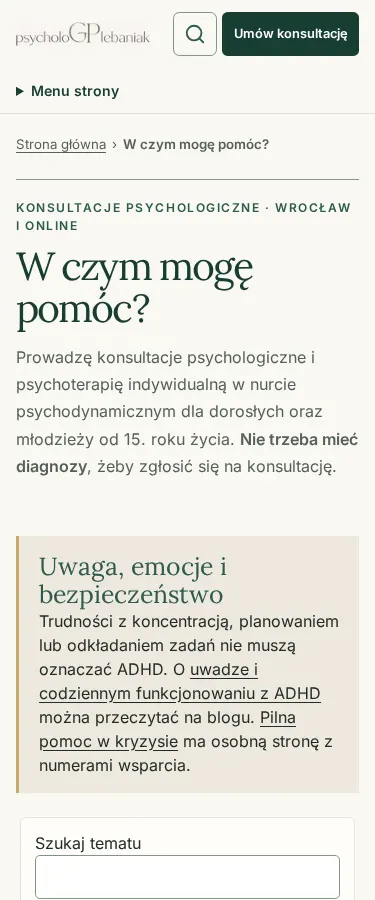 psycholoGPlebaniak
Umów konsultację
Menu strony
Strona główna › W czym mogę pomóc?
KONSULTACJE PSYCHOLOGICZNE · WROCŁAW
I ONLINE
W czym mogę
pomóc?
Prowadzę konsultacje psychologiczne i
psychoterapię indywidualną w nurcie
psychodynamicznym dla dorosłych oraz
młodzieży od 15. roku życia. Nie trzeba mieć
diagnozy, żeby zgłosić się na konsultację.
Uwaga, emocje i
bezpieczeństwo
Trudności z koncentracją, planowaniem
lub odkładaniem zadań nie muszą
oznaczać ADHD. O uwadze i
codziennym funkcjonowaniu z ADHD
można przeczytać na blogu. Pilna
pomoc w kryzysie ma osobną stronę z
numerami wsparcia.
Szukaj tematu